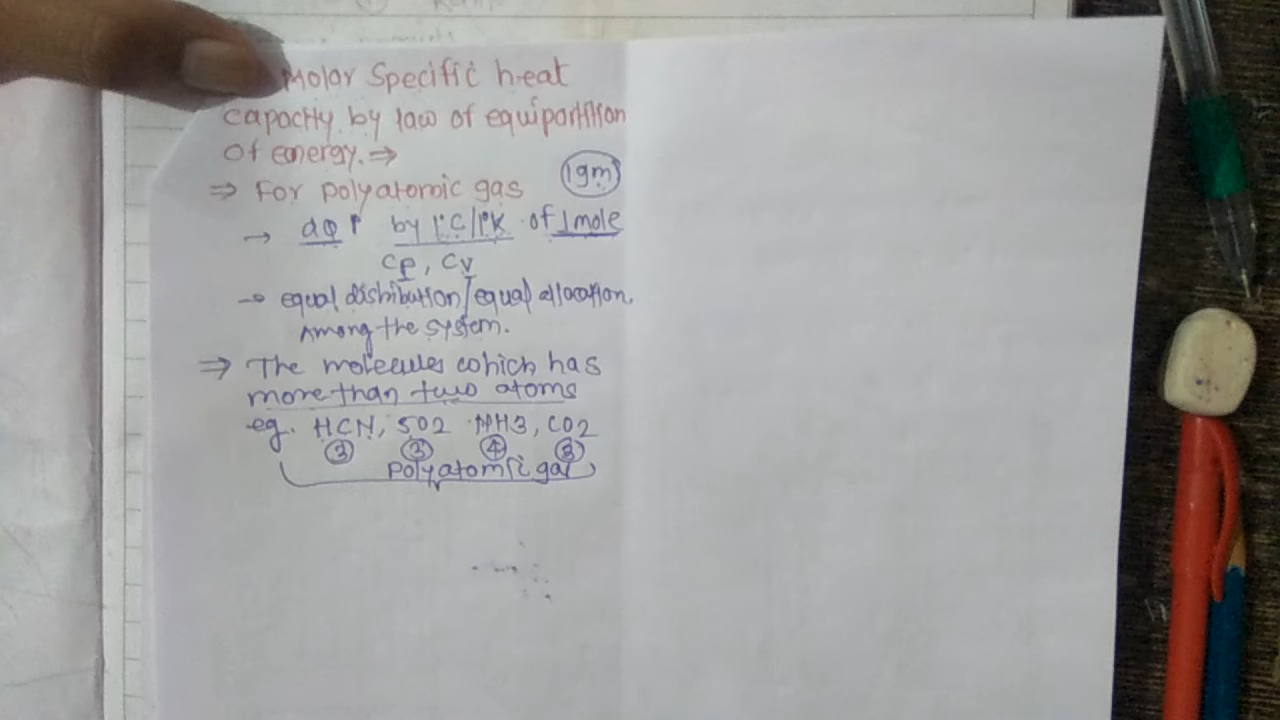 Molar Specific heat
capacity by law of equipartition
of energy. ⇒
⇒ For polyatomic gas (1gm)
→ dQ↑ by 1°C/1°K of 1mole
CP, CV
→ equal distribution/equal allocation.
Among the system.
⇒ The molecules which has
more than two atoms
eg. HCN, SO2 NH3, CO2
3 3 4 3
polyatomic gas